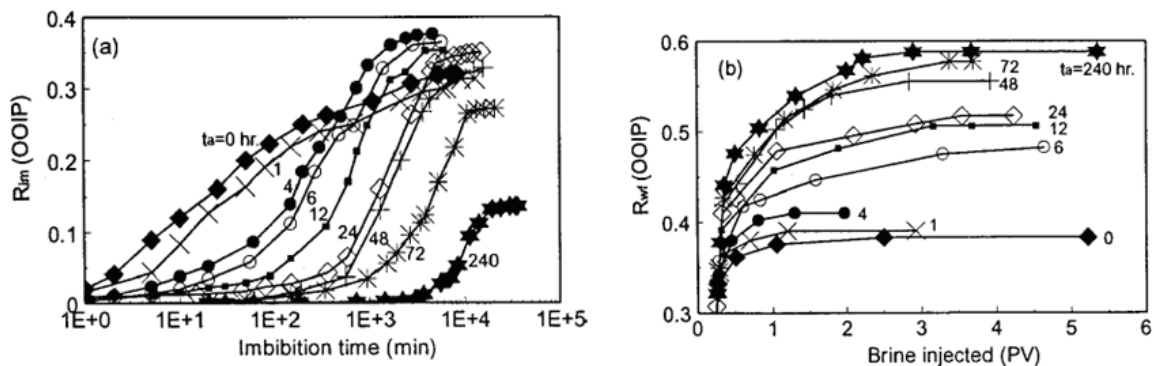 (a)
R_im (OOIP)
0.4
0.3
0.2
0.1
0
tₐ=0 hr.
1
4
6
12
24
48
72
240
1E+0 1E+1 1E+2 1E+3 1E+4 1E+5
Imbibition time (min)
(b)
R_wf (OOIP)
0.6
0.5
0.4
0.3
72
tₐ=240 hr.
48
24
12
6
4
1
0
0 1 2 3 4 5 6
Brine injected (PV)